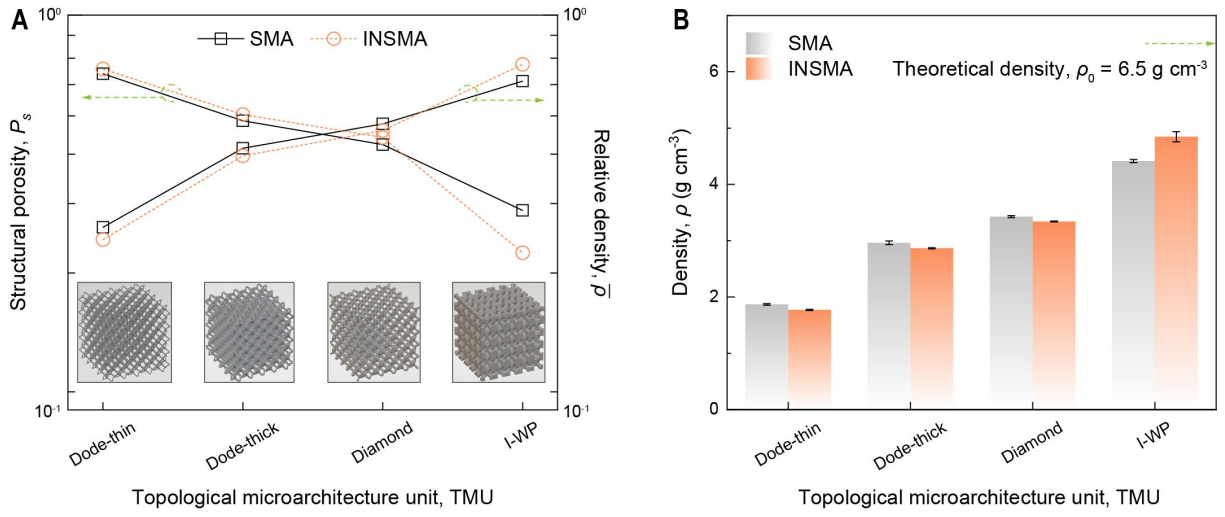 A
10⁰
10⁰
SMA
INSMA
Structural porosity, Pₛ
Relative density, ρ̅
10⁻¹
10⁻¹
Dode-thin
Dode-thick
Diamond
I-WP
Topological microarchitecture unit, TMU
B
SMA
INSMA
Theoretical density, ρ₀ = 6.5 g cm⁻³
Density, ρ (g cm⁻³)
6
4
2
0
Dode-thin
Dode-thick
Diamond
I-WP
Topological microarchitecture unit, TMU